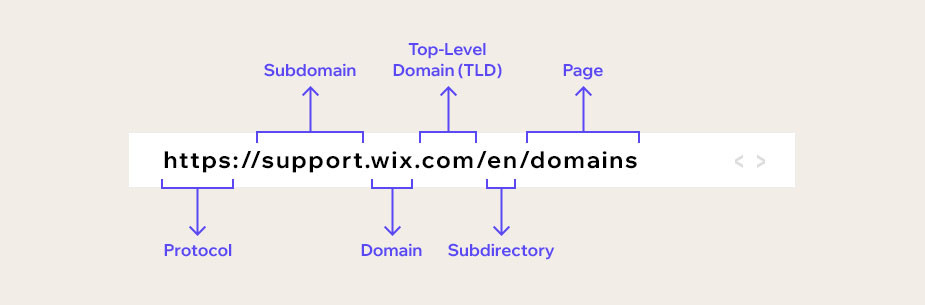 Subdomain
Top-Level
Domain (TLD)
Page
https://support.wix.com/en/domains
< >
Protocol
Domain
Subdirectory